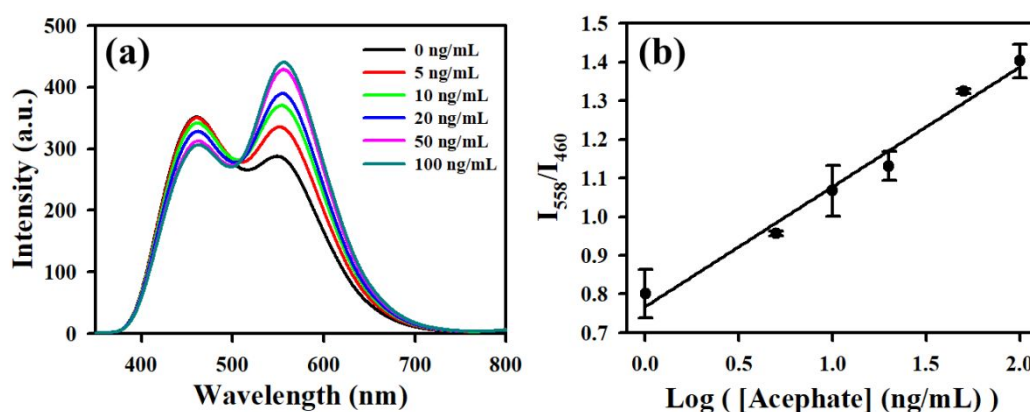 (a)
500
400
300
200
100
0
Intensity (a.u.)
400 500 600 700 800
Wavelength (nm)
0 ng/mL
5 ng/mL
10 ng/mL
20 ng/mL
50 ng/mL
100 ng/mL
(b)
1.5
1.4
1.3
1.2
1.1
1.0
0.9
0.8
0.7
I558/I460
0.0 0.5 1.0 1.5 2.0
Log ( [Acephate] (ng/mL) )